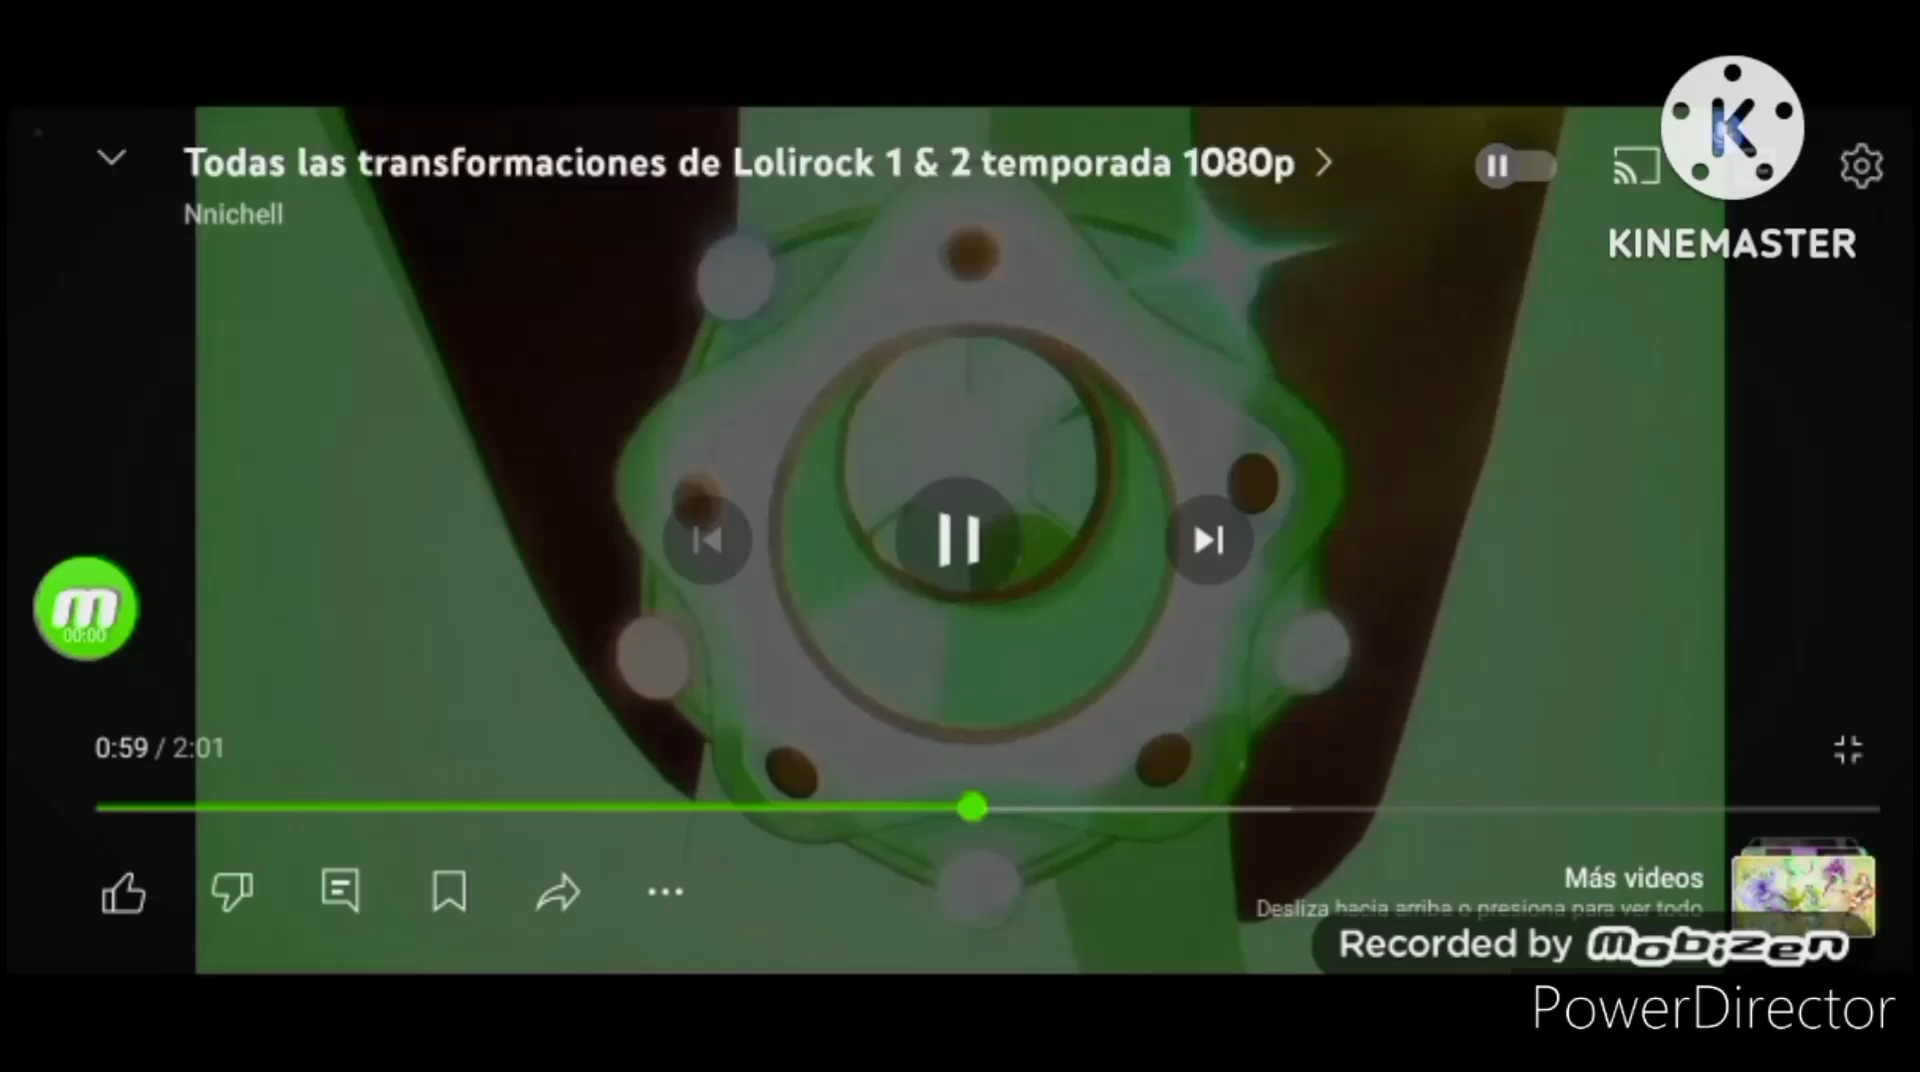 Todas las transformaciones de Lolirock 1 & 2 temporada 1080p
Nnichell
K
KINEMASTER
m
00:00
0:59 / 2:01
Más videos
Desliza hacia arriba o presiona para ver todo
Recorded by mobizen
PowerDirector